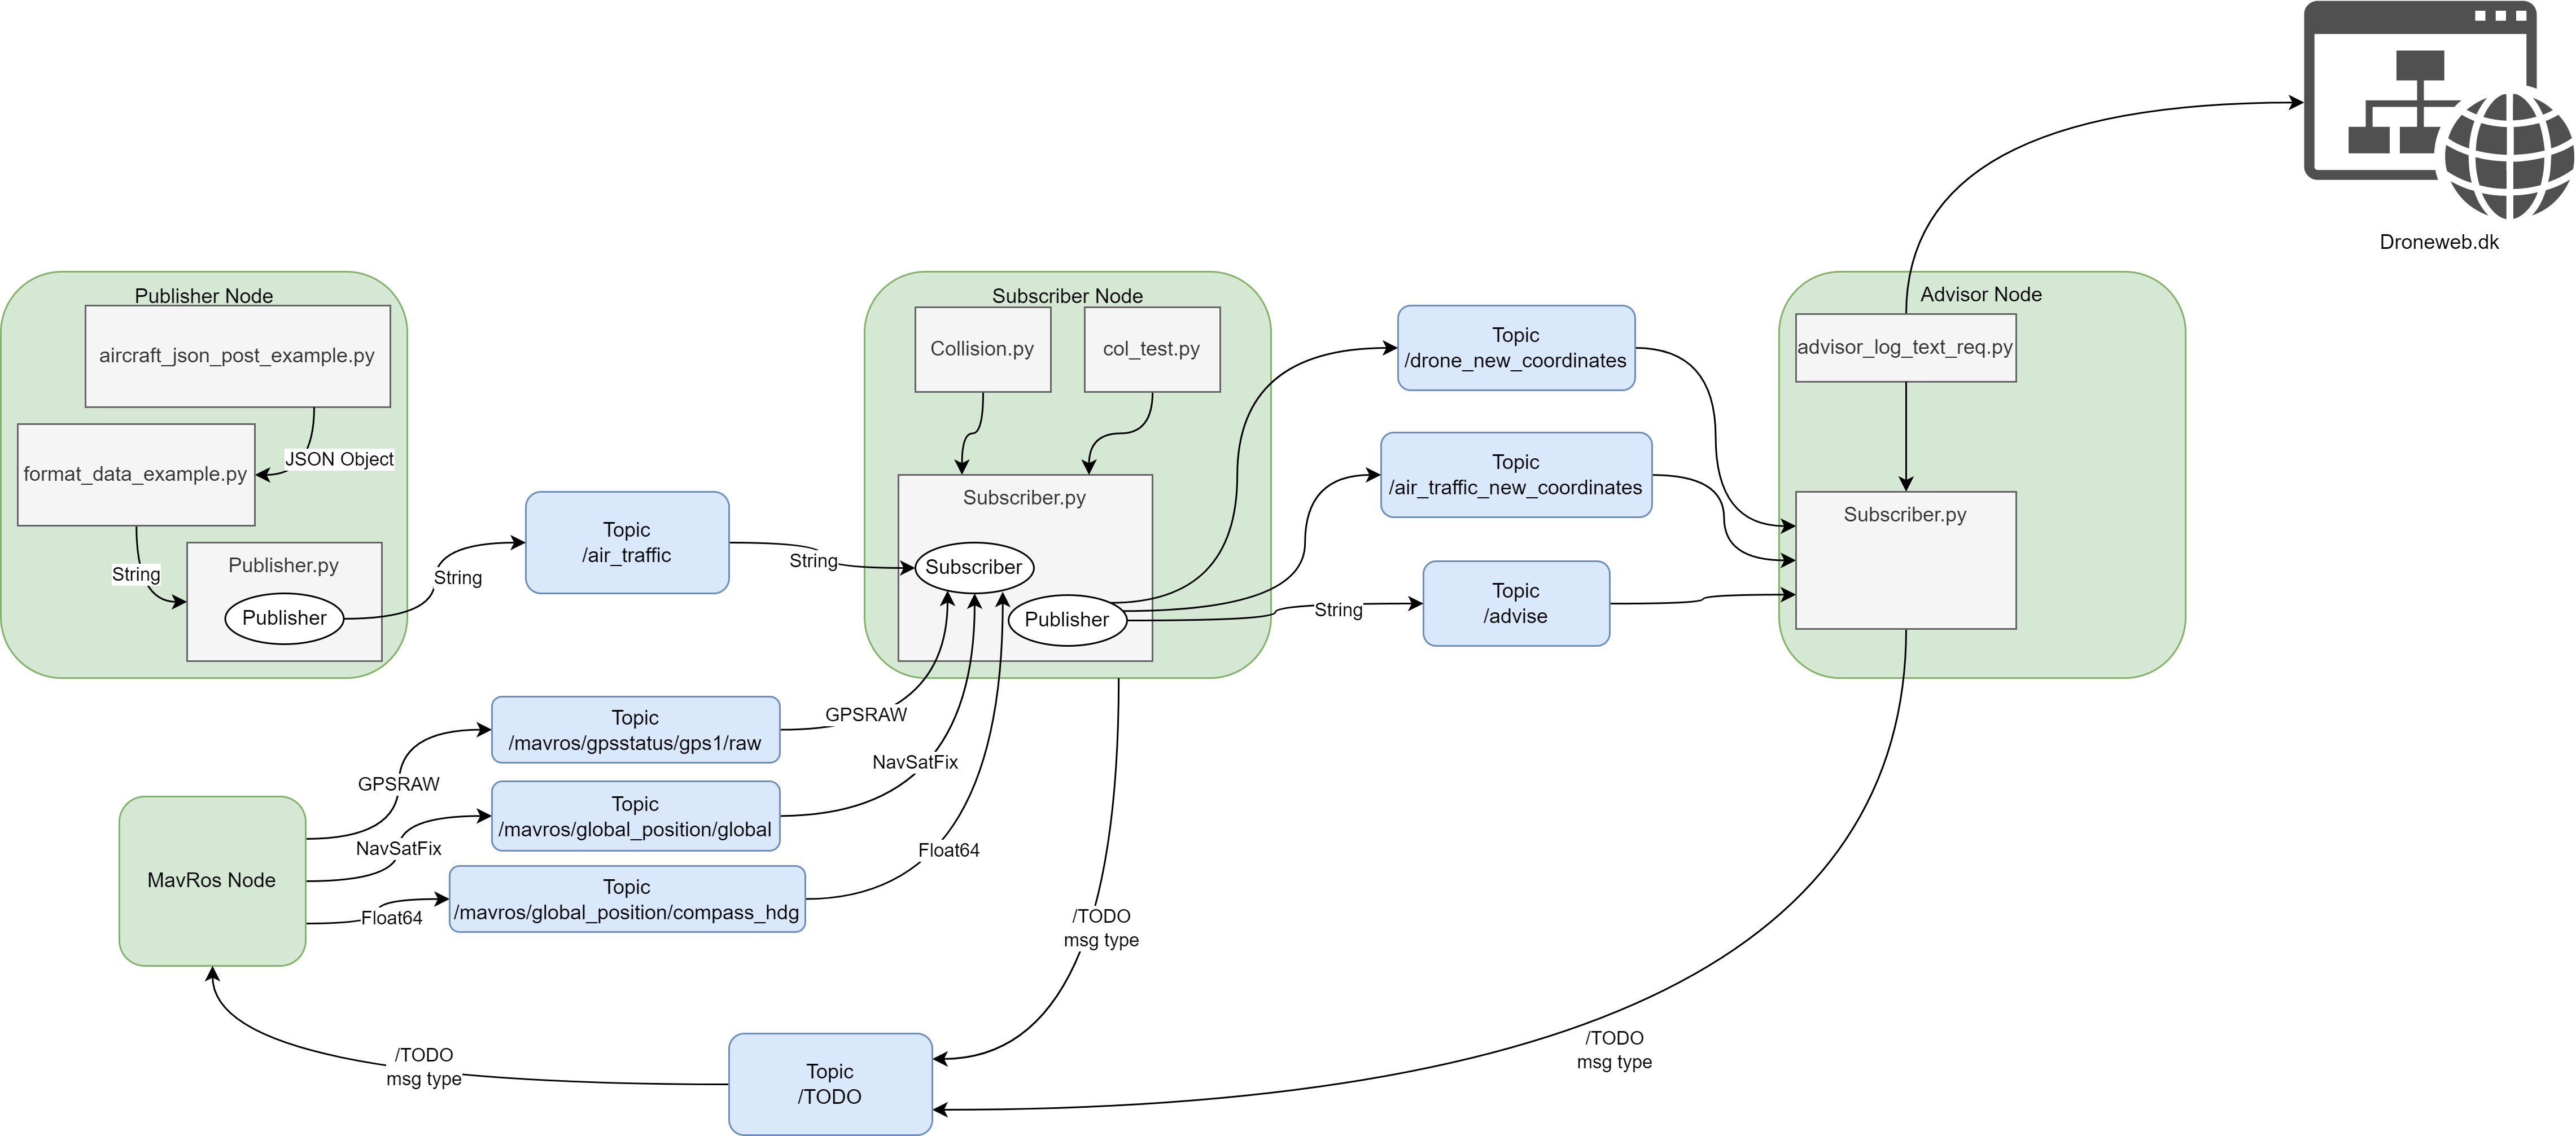 Droneweb.dk
Publisher Node
aircraft_json_post_example.py
JSON Object
format_data_example.py
String
Publisher.py
Publisher
String
Topic
/air_traffic
String
Subscriber Node
Collision.py
col_test.py
Subscriber.py
Subscriber
Publisher
Topic
/drone_new_coordinates
Topic
/air_traffic_new_coordinates
String
Topic
/advise
Advisor Node
advisor_log_text_req.py
Subscriber.py
MavRos Node
GPSRAW
NavSatFix
Float64
Topic
/mavros/gpsstatus/gps1/raw
Topic
/mavros/global_position/global
Topic
/mavros/global_position/compass_hdg
GPSRAW
NavSatFix
Float64
/TODO
msg type
/TODO
msg type
Topic
/TODO
/TODO
msg type